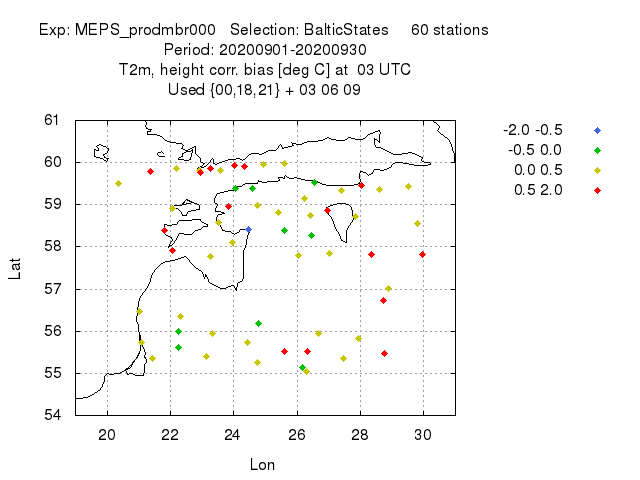 Exp: MEPS_prodmbr000   Selection: BalticStates     60 stations
Period: 20200901-20200930
T2m, height corr. bias [deg C] at  03 UTC
Used {00,18,21} + 03 06 09
-2.0 -0.5
-0.5 0.0
0.0 0.5
0.5 2.0
61
60
59
58
57
56
55
54
Lat
20 22 24 26 28 30
Lon